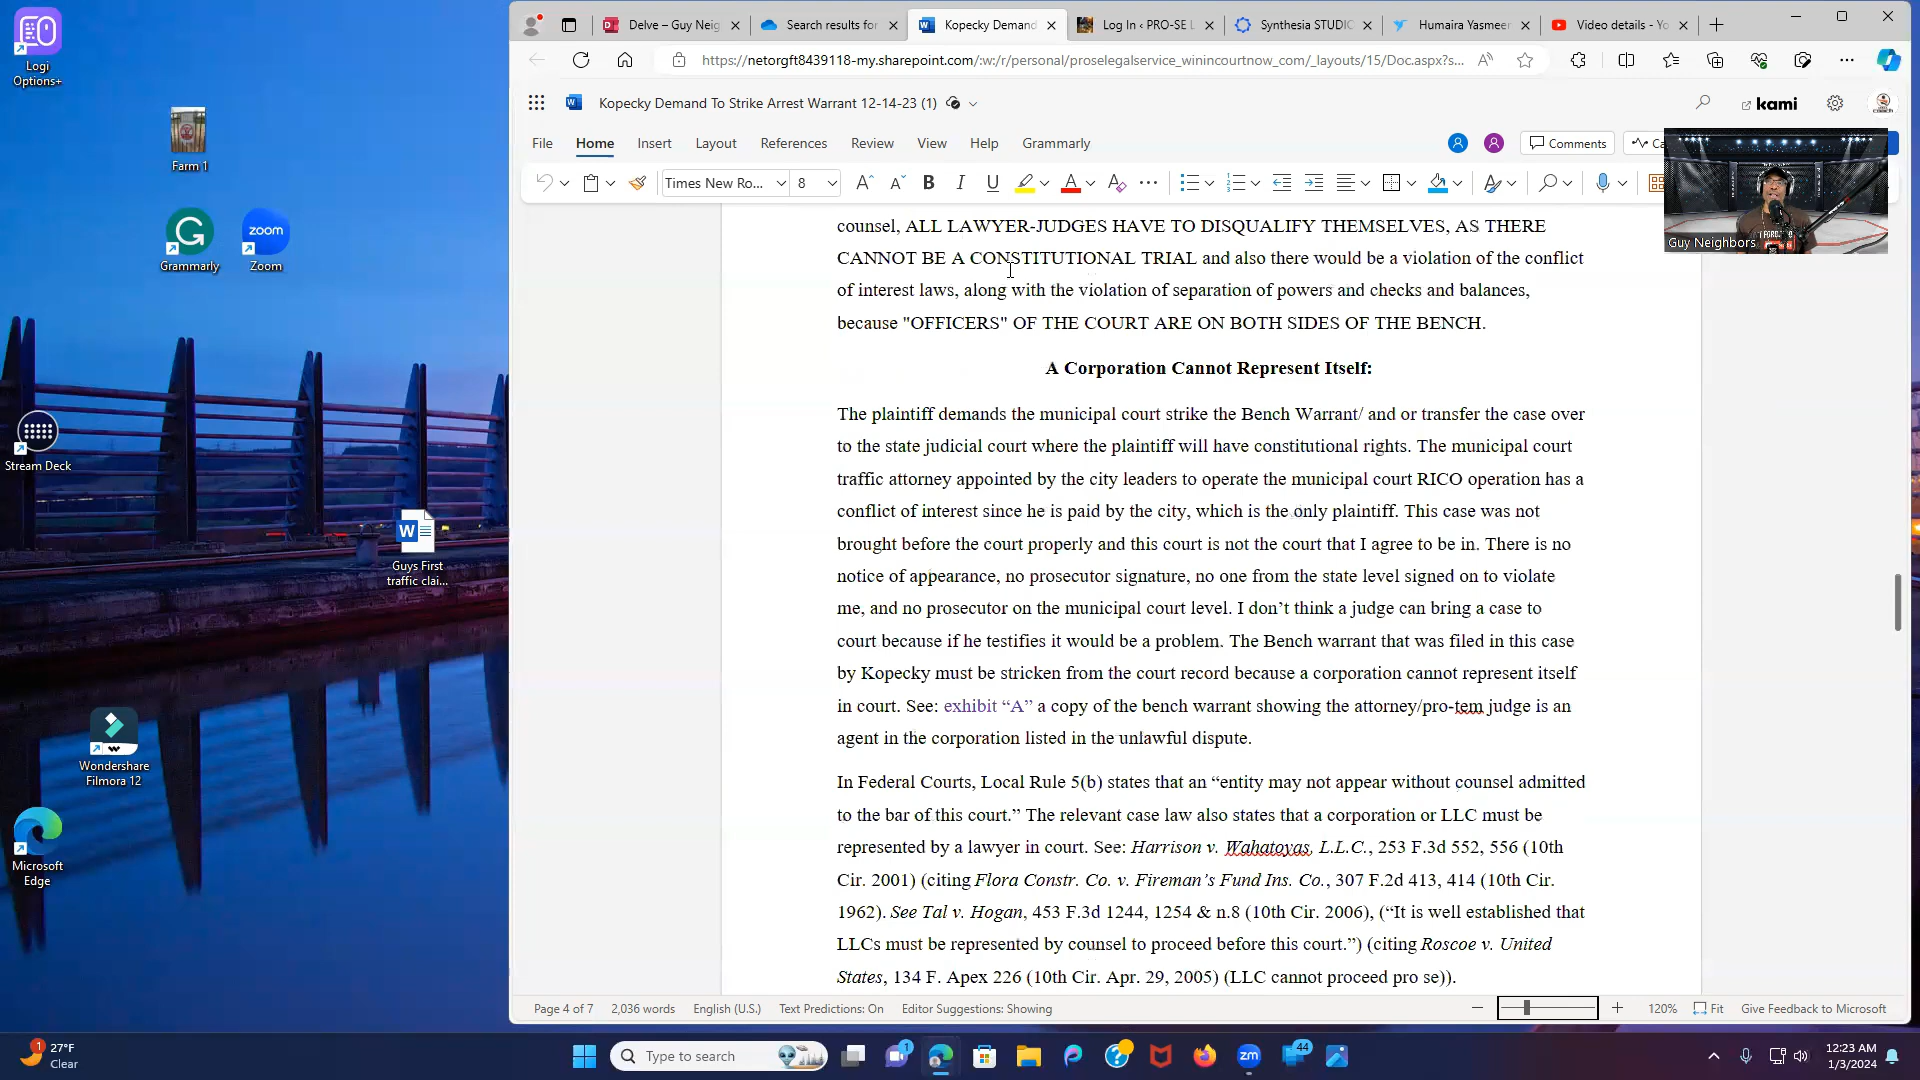 Logi
Options+
Farm 1
Grammarly
zoom
Zoom
Stream Deck
Guys First
traffic clai...
Wondershare
Filmora 12
Microsoft
Edge
Delve – Guy Neig
Search results for
Kopecky Demand
Log In ‹ PRO-SE L
Synthesia STUDIO
Humaira Yasmeer
Video details - Yo
https://netorgft8439118-my.sharepoint.com/:w:/r/personal/proselegalservice_winincourtnow_com/_layouts/15/Doc.aspx?s...
Kopecky Demand To Strike Arrest Warrant 12-14-23 (1)
kami
File Home Insert Layout References Review View Help Grammarly
Comments
Ca
Times New Ro...
8
Guy Neighbors
counsel, ALL LAWYER-JUDGES HAVE TO DISQUALIFY THEMSELVES, AS THERE
CANNOT BE A CONSTITUTIONAL TRIAL and also there would be a violation of the conflict
of interest laws, along with the violation of separation of powers and checks and balances,
because "OFFICERS" OF THE COURT ARE ON BOTH SIDES OF THE BENCH.
A Corporation Cannot Represent Itself:
The plaintiff demands the municipal court strike the Bench Warrant/ and or transfer the case over
to the state judicial court where the plaintiff will have constitutional rights. The municipal court
traffic attorney appointed by the city leaders to operate the municipal court RICO operation has a
conflict of interest since he is paid by the city, which is the only plaintiff. This case was not
brought before the court properly and this court is not the court that I agree to be in. There is no
notice of appearance, no prosecutor signature, no one from the state level signed on to violate
me, and no prosecutor on the municipal court level. I don’t think a judge can bring a case to
court because if he testifies it would be a problem. The Bench warrant that was filed in this case
by Kopecky must be stricken from the court record because a corporation cannot represent itself
in court. See: exhibit “A” a copy of the bench warrant showing the attorney/pro-tem judge is an
agent in the corporation listed in the unlawful dispute.
In Federal Courts, Local Rule 5(b) states that an “entity may not appear without counsel admitted
to the bar of this court.” The relevant case law also states that a corporation or LLC must be
represented by a lawyer in court. See: Harrison v. Wahatoyas, L.L.C., 253 F.3d 552, 556 (10th
Cir. 2001) (citing Flora Constr. Co. v. Fireman’s Fund Ins. Co., 307 F.2d 413, 414 (10th Cir.
1962). See Tal v. Hogan, 453 F.3d 1244, 1254 & n.8 (10th Cir. 2006), (“It is well established that
LLCs must be represented by counsel to proceed before this court.”) (citing Roscoe v. United
States, 134 F. Apex 226 (10th Cir. Apr. 29, 2005) (LLC cannot proceed pro se)).
Page 4 of 7 2,036 words English (U.S.) Text Predictions: On Editor Suggestions: Showing
120% Fit Give Feedback to Microsoft
1
27°F
Clear
Type to search
1
zm
44
12:23 AM
1/3/2024